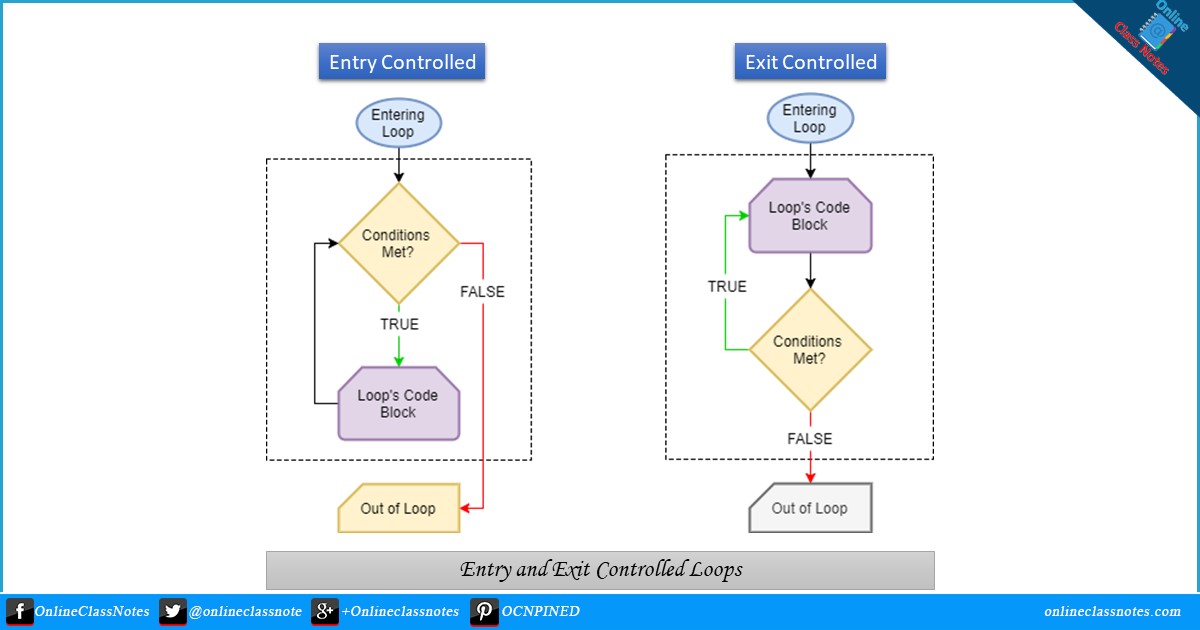 Online
Class Notes
Entry Controlled
Entering
Loop
Conditions
Met?
FALSE
TRUE
Loop's Code
Block
Out of Loop
Exit Controlled
Entering
Loop
Loop's Code
Block
TRUE
Conditions
Met?
FALSE
Out of Loop
Entry and Exit Controlled Loops
f OnlineClassNotes @onlineclassnote g+ +Onlineclassnotes OCNPINED onlineclassnotes.com